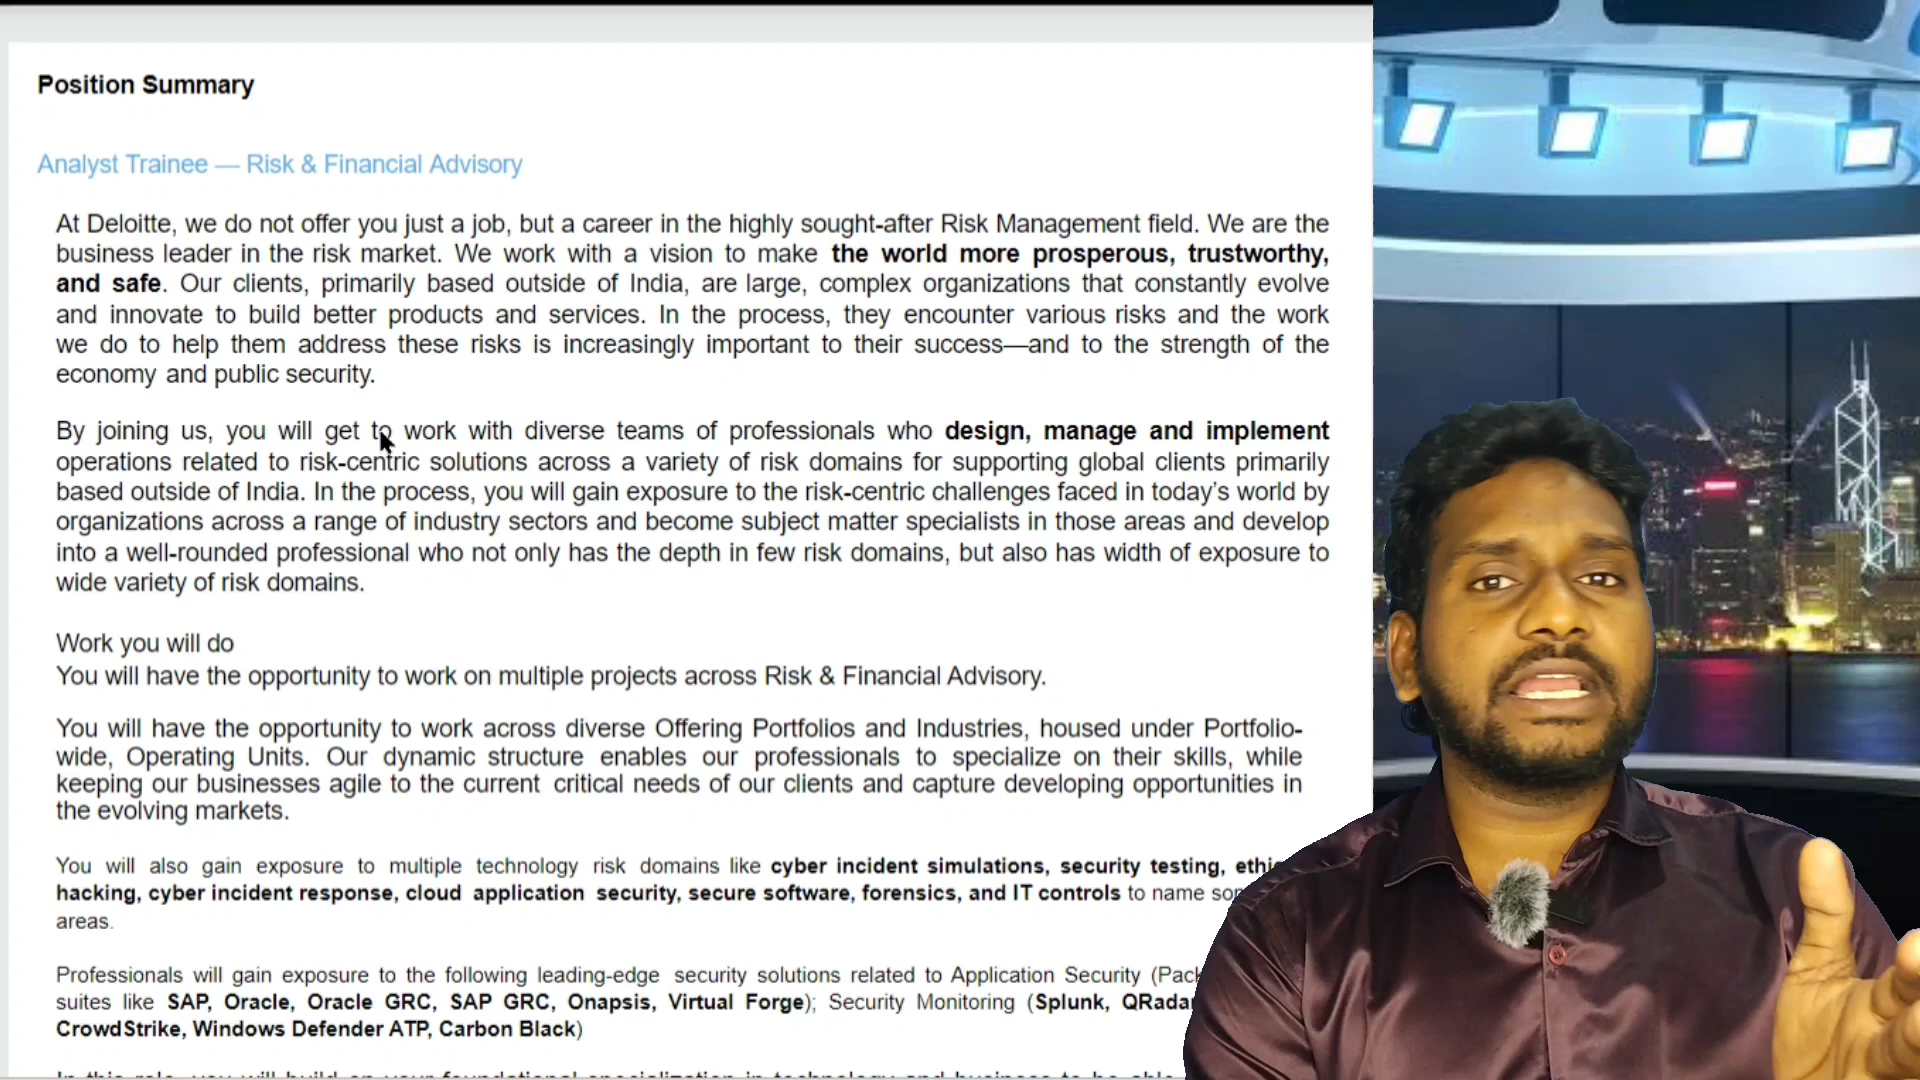 Position Summary
Analyst Trainee — Risk & Financial Advisory
At Deloitte, we do not offer you just a job, but a career in the highly sought-after Risk Management field. We are the
business leader in the risk market. We work with a vision to make the world more prosperous, trustworthy,
and safe. Our clients, primarily based outside of India, are large, complex organizations that constantly evolve
and innovate to build better products and services. In the process, they encounter various risks and the work
we do to help them address these risks is increasingly important to their success—and to the strength of the
economy and public security.
By joining us, you will get to work with diverse teams of professionals who design, manage and implement
operations related to risk-centric solutions across a variety of risk domains for supporting global clients primarily
based outside of India. In the process, you will gain exposure to the risk-centric challenges faced in today's world by
organizations across a range of industry sectors and become subject matter specialists in those areas and develop
into a well-rounded professional who not only has the depth in few risk domains, but also has width of exposure to
wide variety of risk domains.
Work you will do
You will have the opportunity to work on multiple projects across Risk & Financial Advisory.
You will have the opportunity to work across diverse Offering Portfolios and Industries, housed under Portfolio-
wide, Operating Units. Our dynamic structure enables our professionals to specialize on their skills, while
keeping our businesses agile to the current critical needs of our clients and capture developing opportunities in
the evolving markets.
You will also gain exposure to multiple technology risk domains like cyber incident simulations, security testing,
hacking, cyber incident response, cloud application security, secure software, forensics, and IT controls to name
areas.
Professionals will gain exposure to the following leading-edge security solutions related to Application Security
suites like SAP, Oracle, Oracle GRC, SAP GRC, Onapsis, Virtual Forge); Security Monitoring (Splunk, QRadar
CrowdStrike, Windows Defender ATP, Carbon Black)